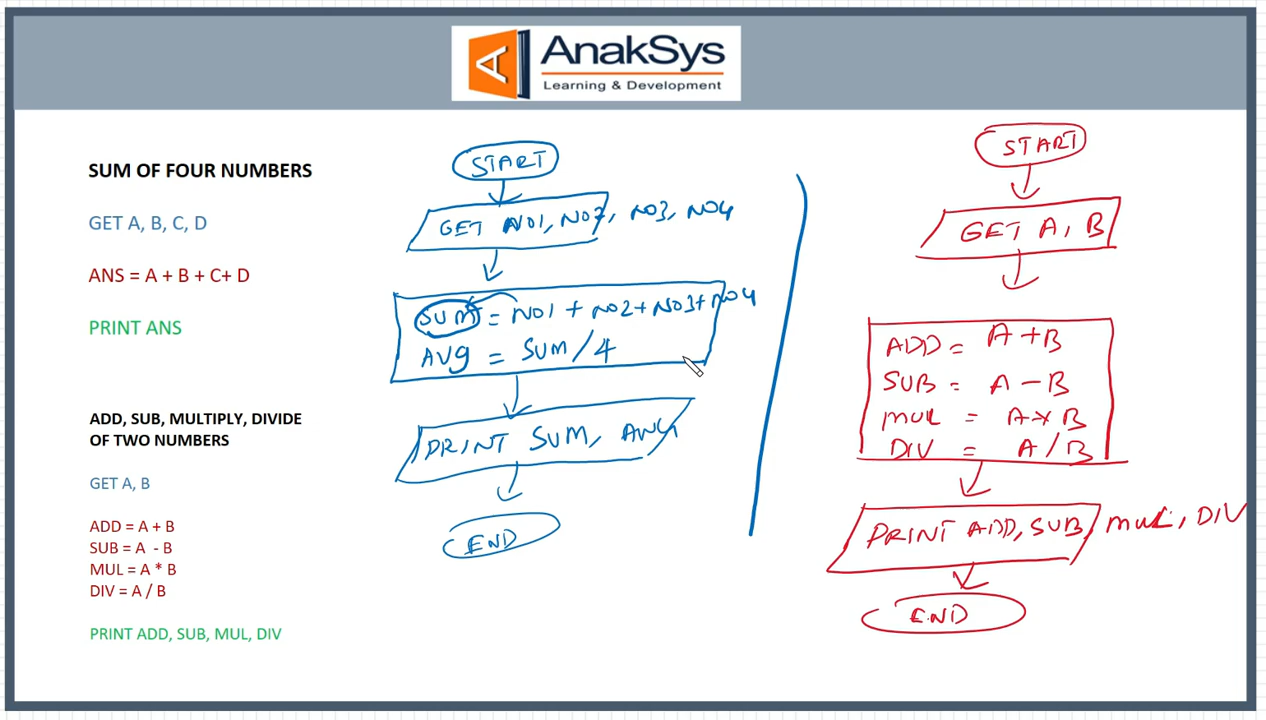 AnakSys
Learning & Development
SUM OF FOUR NUMBERS
GET A, B, C, D
ANS = A + B + C+ D
PRINT ANS
ADD, SUB, MULTIPLY, DIVIDE
OF TWO NUMBERS
GET A, B
ADD = A + B
SUB = A - B
MUL = A * B
DIV = A / B
PRINT ADD, SUB, MUL, DIV
START
GET NO1, NO2, NO3, NO4
SUM = NO1 + NO2 + NO3 + NO4
AVG = SUM / 4
PRINT SUM, AVG
END
START
GET A, B
ADD = A + B
SUB = A - B
MUL = A * B
DIV = A / B
PRINT ADD, SUB, MUL, DIV
END